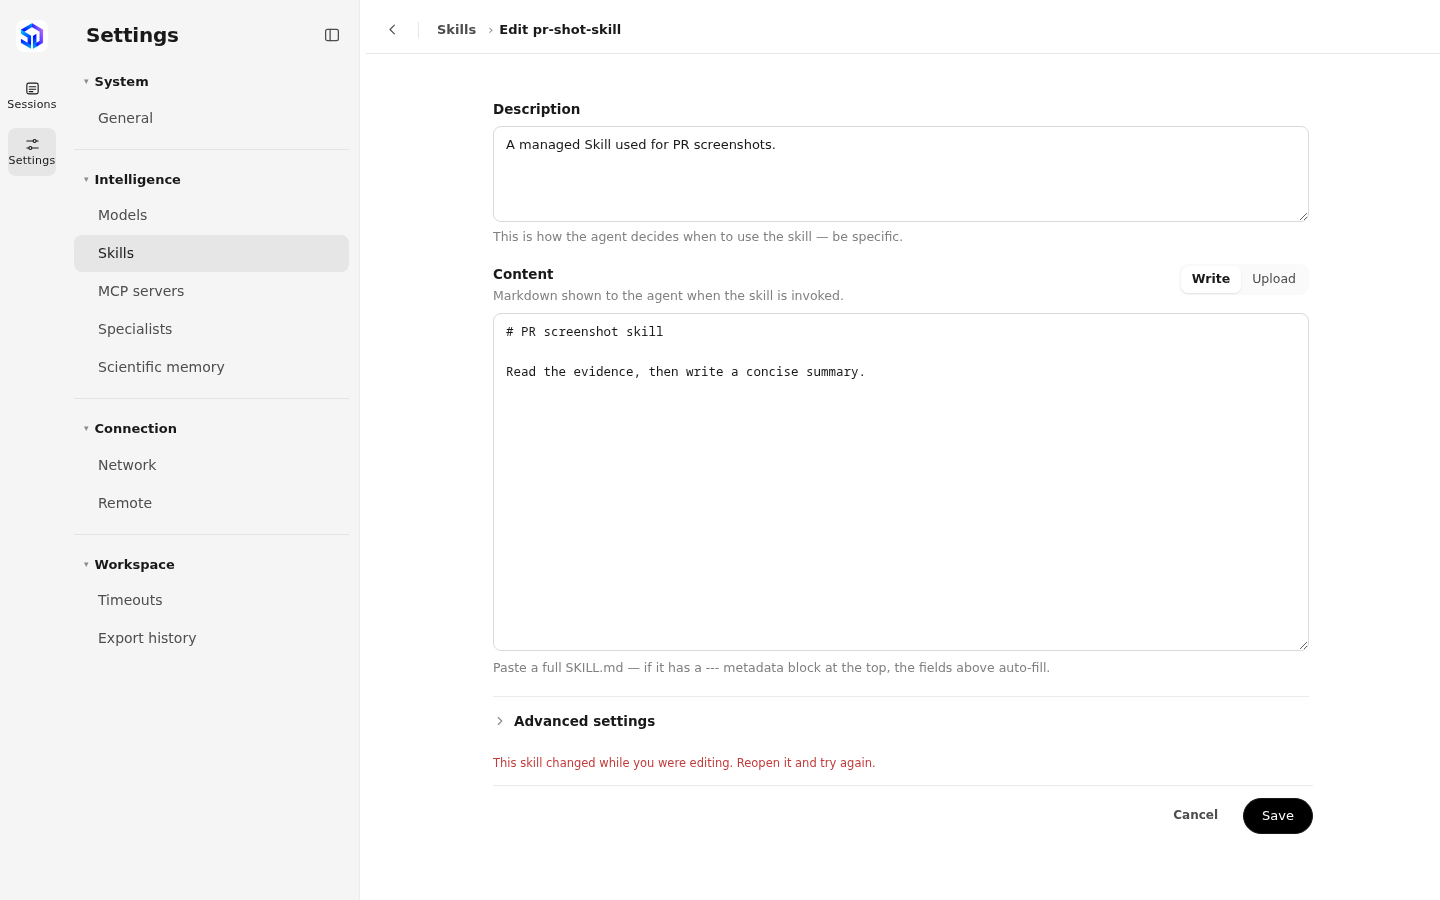 Settings
Sessions
Settings
System
General
Intelligence
Models
Skills
MCP servers
Specialists
Scientific memory
Connection
Network
Remote
Workspace
Timeouts
Export history
Skills › Edit pr-shot-skill
Description
A managed Skill used for PR screenshots.
This is how the agent decides when to use the skill — be specific.
Content
Markdown shown to the agent when the skill is invoked.
Write Upload
# PR screenshot skill
Read the evidence, then write a concise summary.
Paste a full SKILL.md — if it has a --- metadata block at the top, the fields above auto-fill.
Advanced settings
This skill changed while you were editing. Reopen it and try again.
Cancel Save